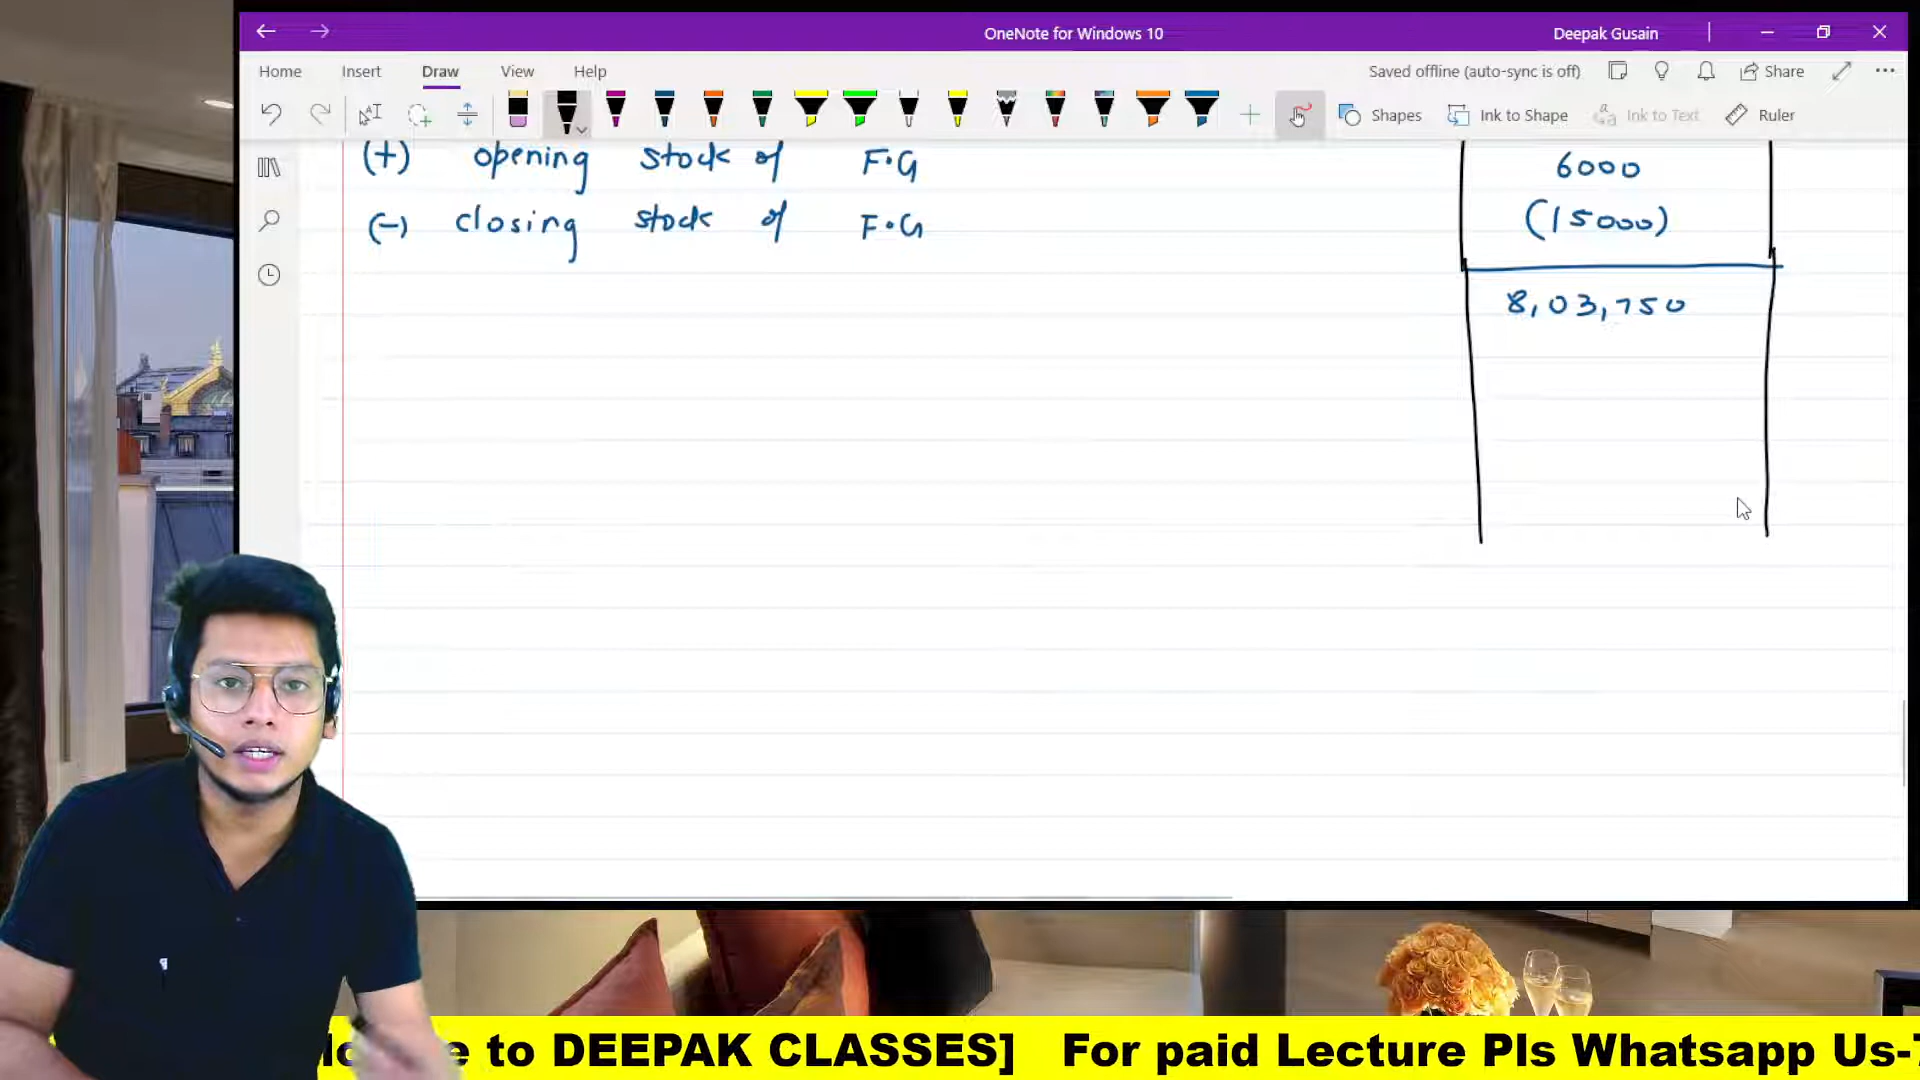 OneNote for Windows 10
Deepak Gusain
Home Insert Draw View Help
Saved offline (auto-sync is off)
Share
Shapes
Ink to Shape
Ink to Text
Ruler
(+) opening stock of F.G 6000
(-) closing stock of F.G (15000)
8,03,750
e to DEEPAK CLASSES] For paid Lecture Pls Whatsapp Us-7